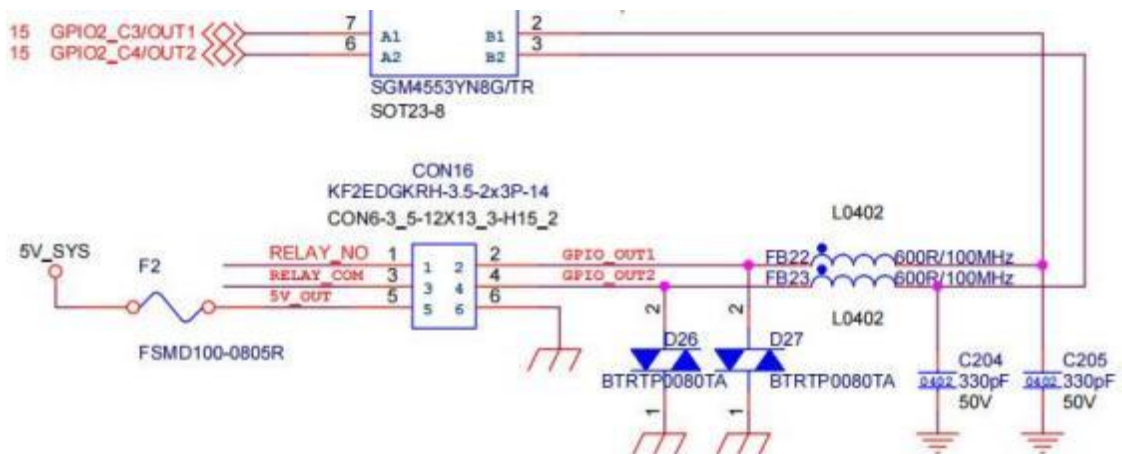 15 GPIO2_C3/OUT1 7 A1 B1 2
15 GPIO2_C4/OUT2 6 A2 B2 3
SGM4553YN8G/TR
SOT23-8
CON16
KF2EDGKRH-3.5-2x3P-14
CON6-3_5-12X13_3-H15_2
L0402
5V_SYS
F2
RELAY_NO 1 1 2 2 GPIO_OUT1 FB22 600R/100MHz
RELAY_COM 3 3 4 4 GPIO_OUT2 FB23 600R/100MHz
5V_OUT 5 5 6 6
L0402
FSMD100-0805R
2 2
D26 D27
BTRTP0080TA BTRTP0080TA
C204 C205
0402 330pF 0402 330pF
50V 50V
1 1